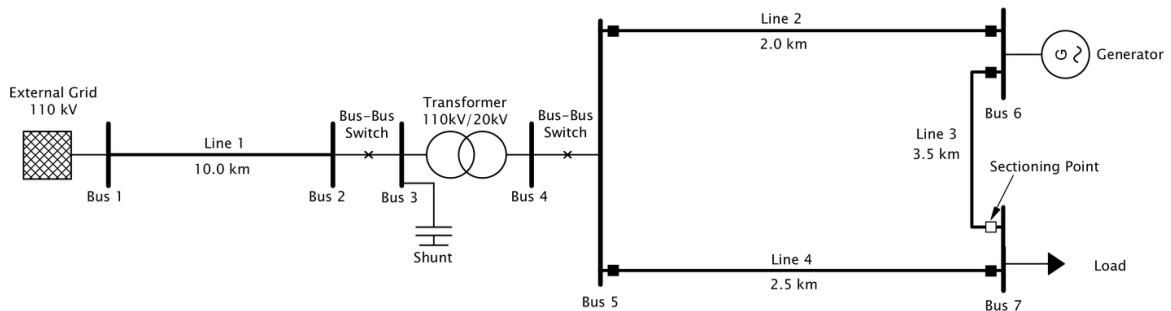 External Grid
110 kV
Bus 1
Line 1
10.0 km
Bus 2
Bus-Bus
Switch
Bus 3
Shunt
Transformer
110kV/20kV
Bus 4
Bus-Bus
Switch
Bus 5
Line 2
2.0 km
G
Generator
Bus 6
Line 3
3.5 km
Sectioning Point
Line 4
2.5 km
Load
Bus 7